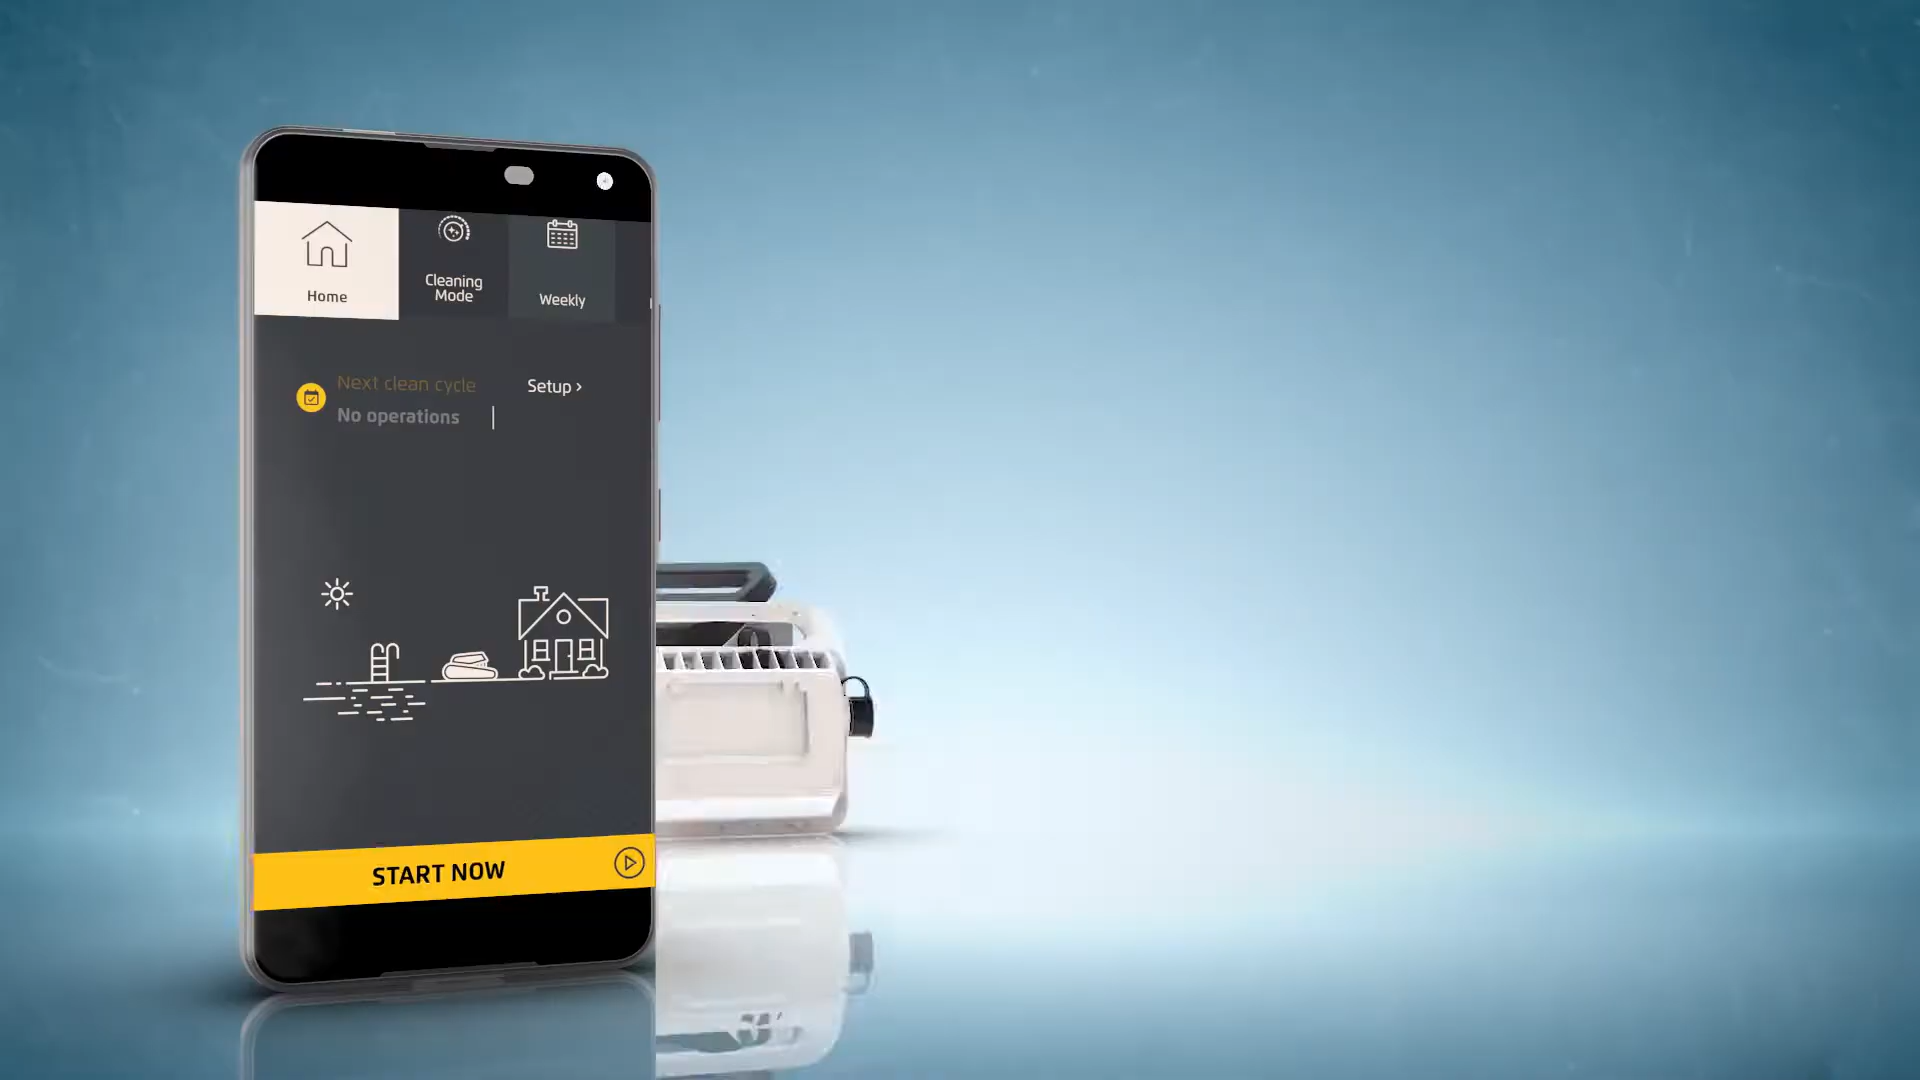 Home
Cleaning
Mode
Weekly
Next clean cycle
Setup ›
No operations
START NOW